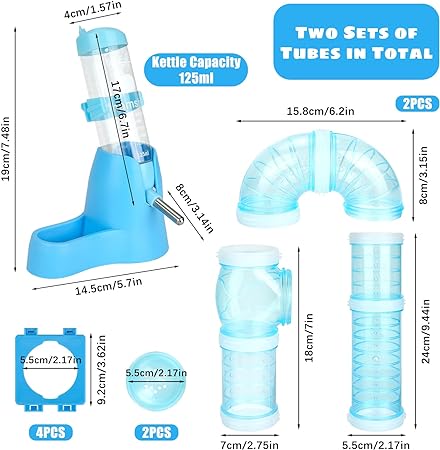 4cm/1.57in
Kettle Capacity
125ml
Two Sets of
Tubes in Total
2PCS
19cm/7.48in
17cm/6.7in
8cm/3.14in
14.5cm/5.7in
15.8cm/6.2in
8cm/3.15in
18cm/7in
24cm/9.44in
5.5cm/2.17in
9.2cm/3.62in
5.5cm/2.17in
4PCS
2PCS
7cm/2.75in
5.5cm/2.17in